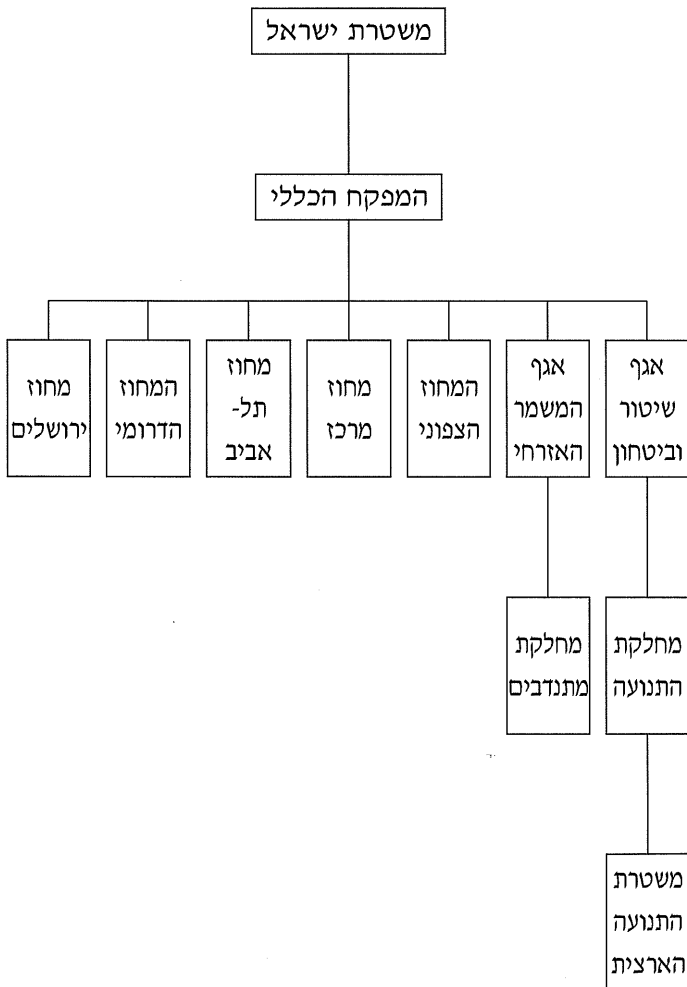 משטרת ישראל
המפקח הכללי
אגף
שיטור
וביטחון
אגף
המשמר
האזרחי
המחוז
הצפוני
מחוז
מרכז
מחוז
תל-
אביב
המחוז
הדרומי
מחוז
ירושלים
מחלקת
התנועה
מחלקת
מתנדבים
משטרת
התנועה
הארצית